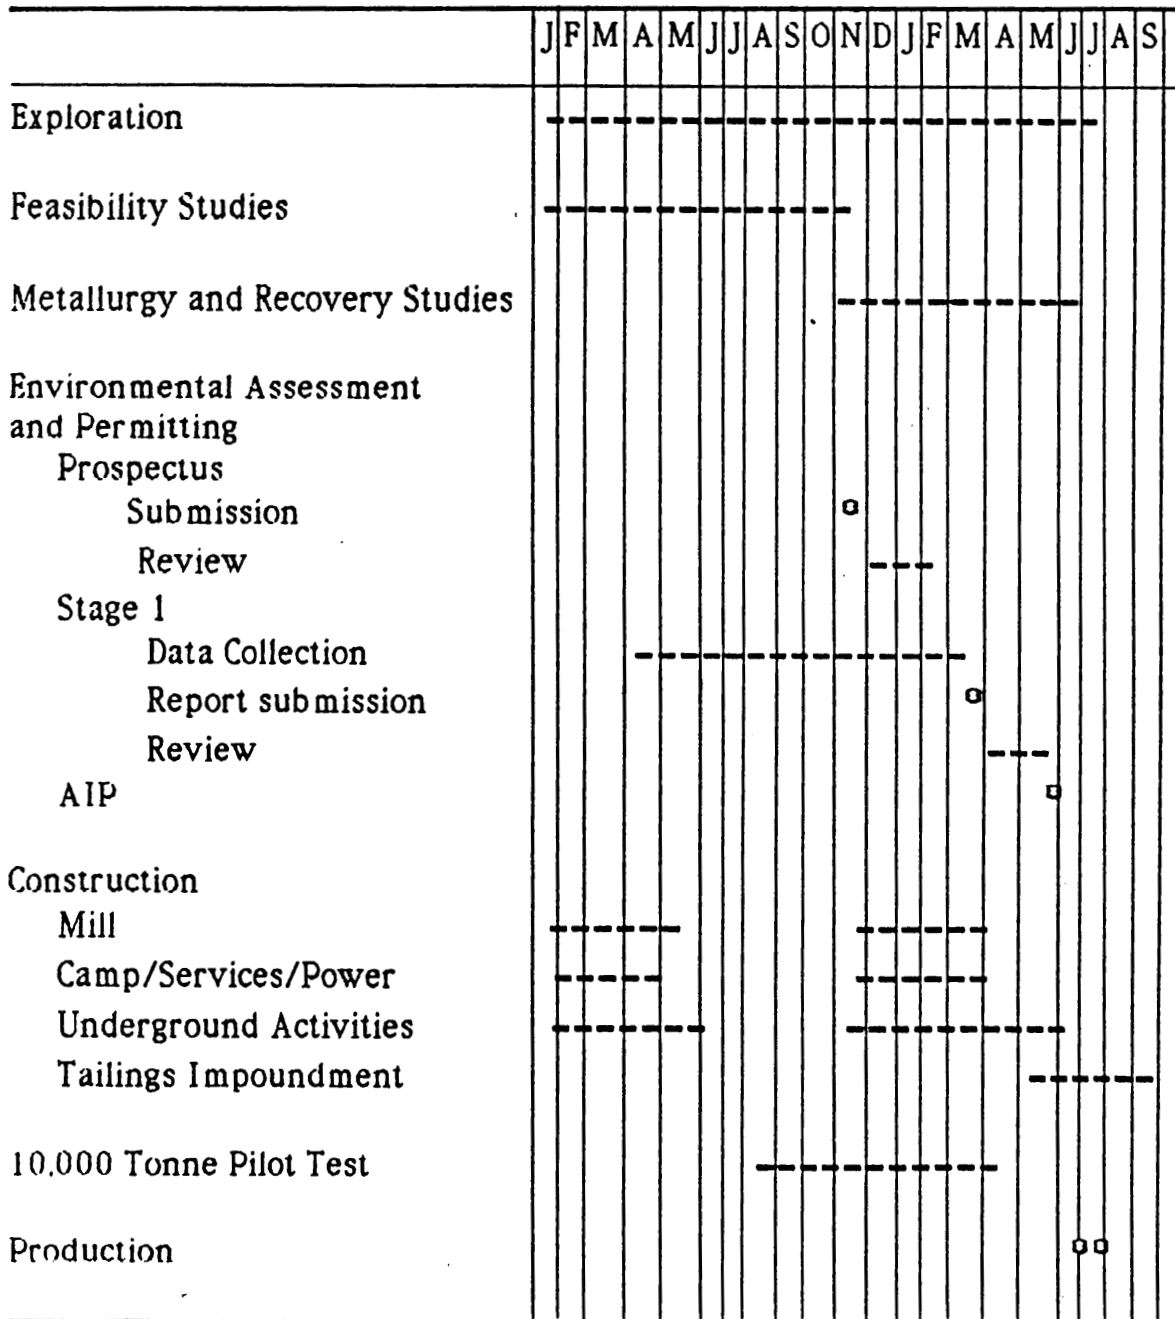 J F M A M J J A S O N D J F M A M J J A S
Exploration
Feasibility Studies
Metallurgy and Recovery Studies
Environmental Assessment
and Permitting
Prospectus
Submission
Review
Stage 1
Data Collection
Report submission
Review
AIP
Construction
Mill
Camp/Services/Power
Underground Activities
Tailings Impoundment
10,000 Tonne Pilot Test
Production